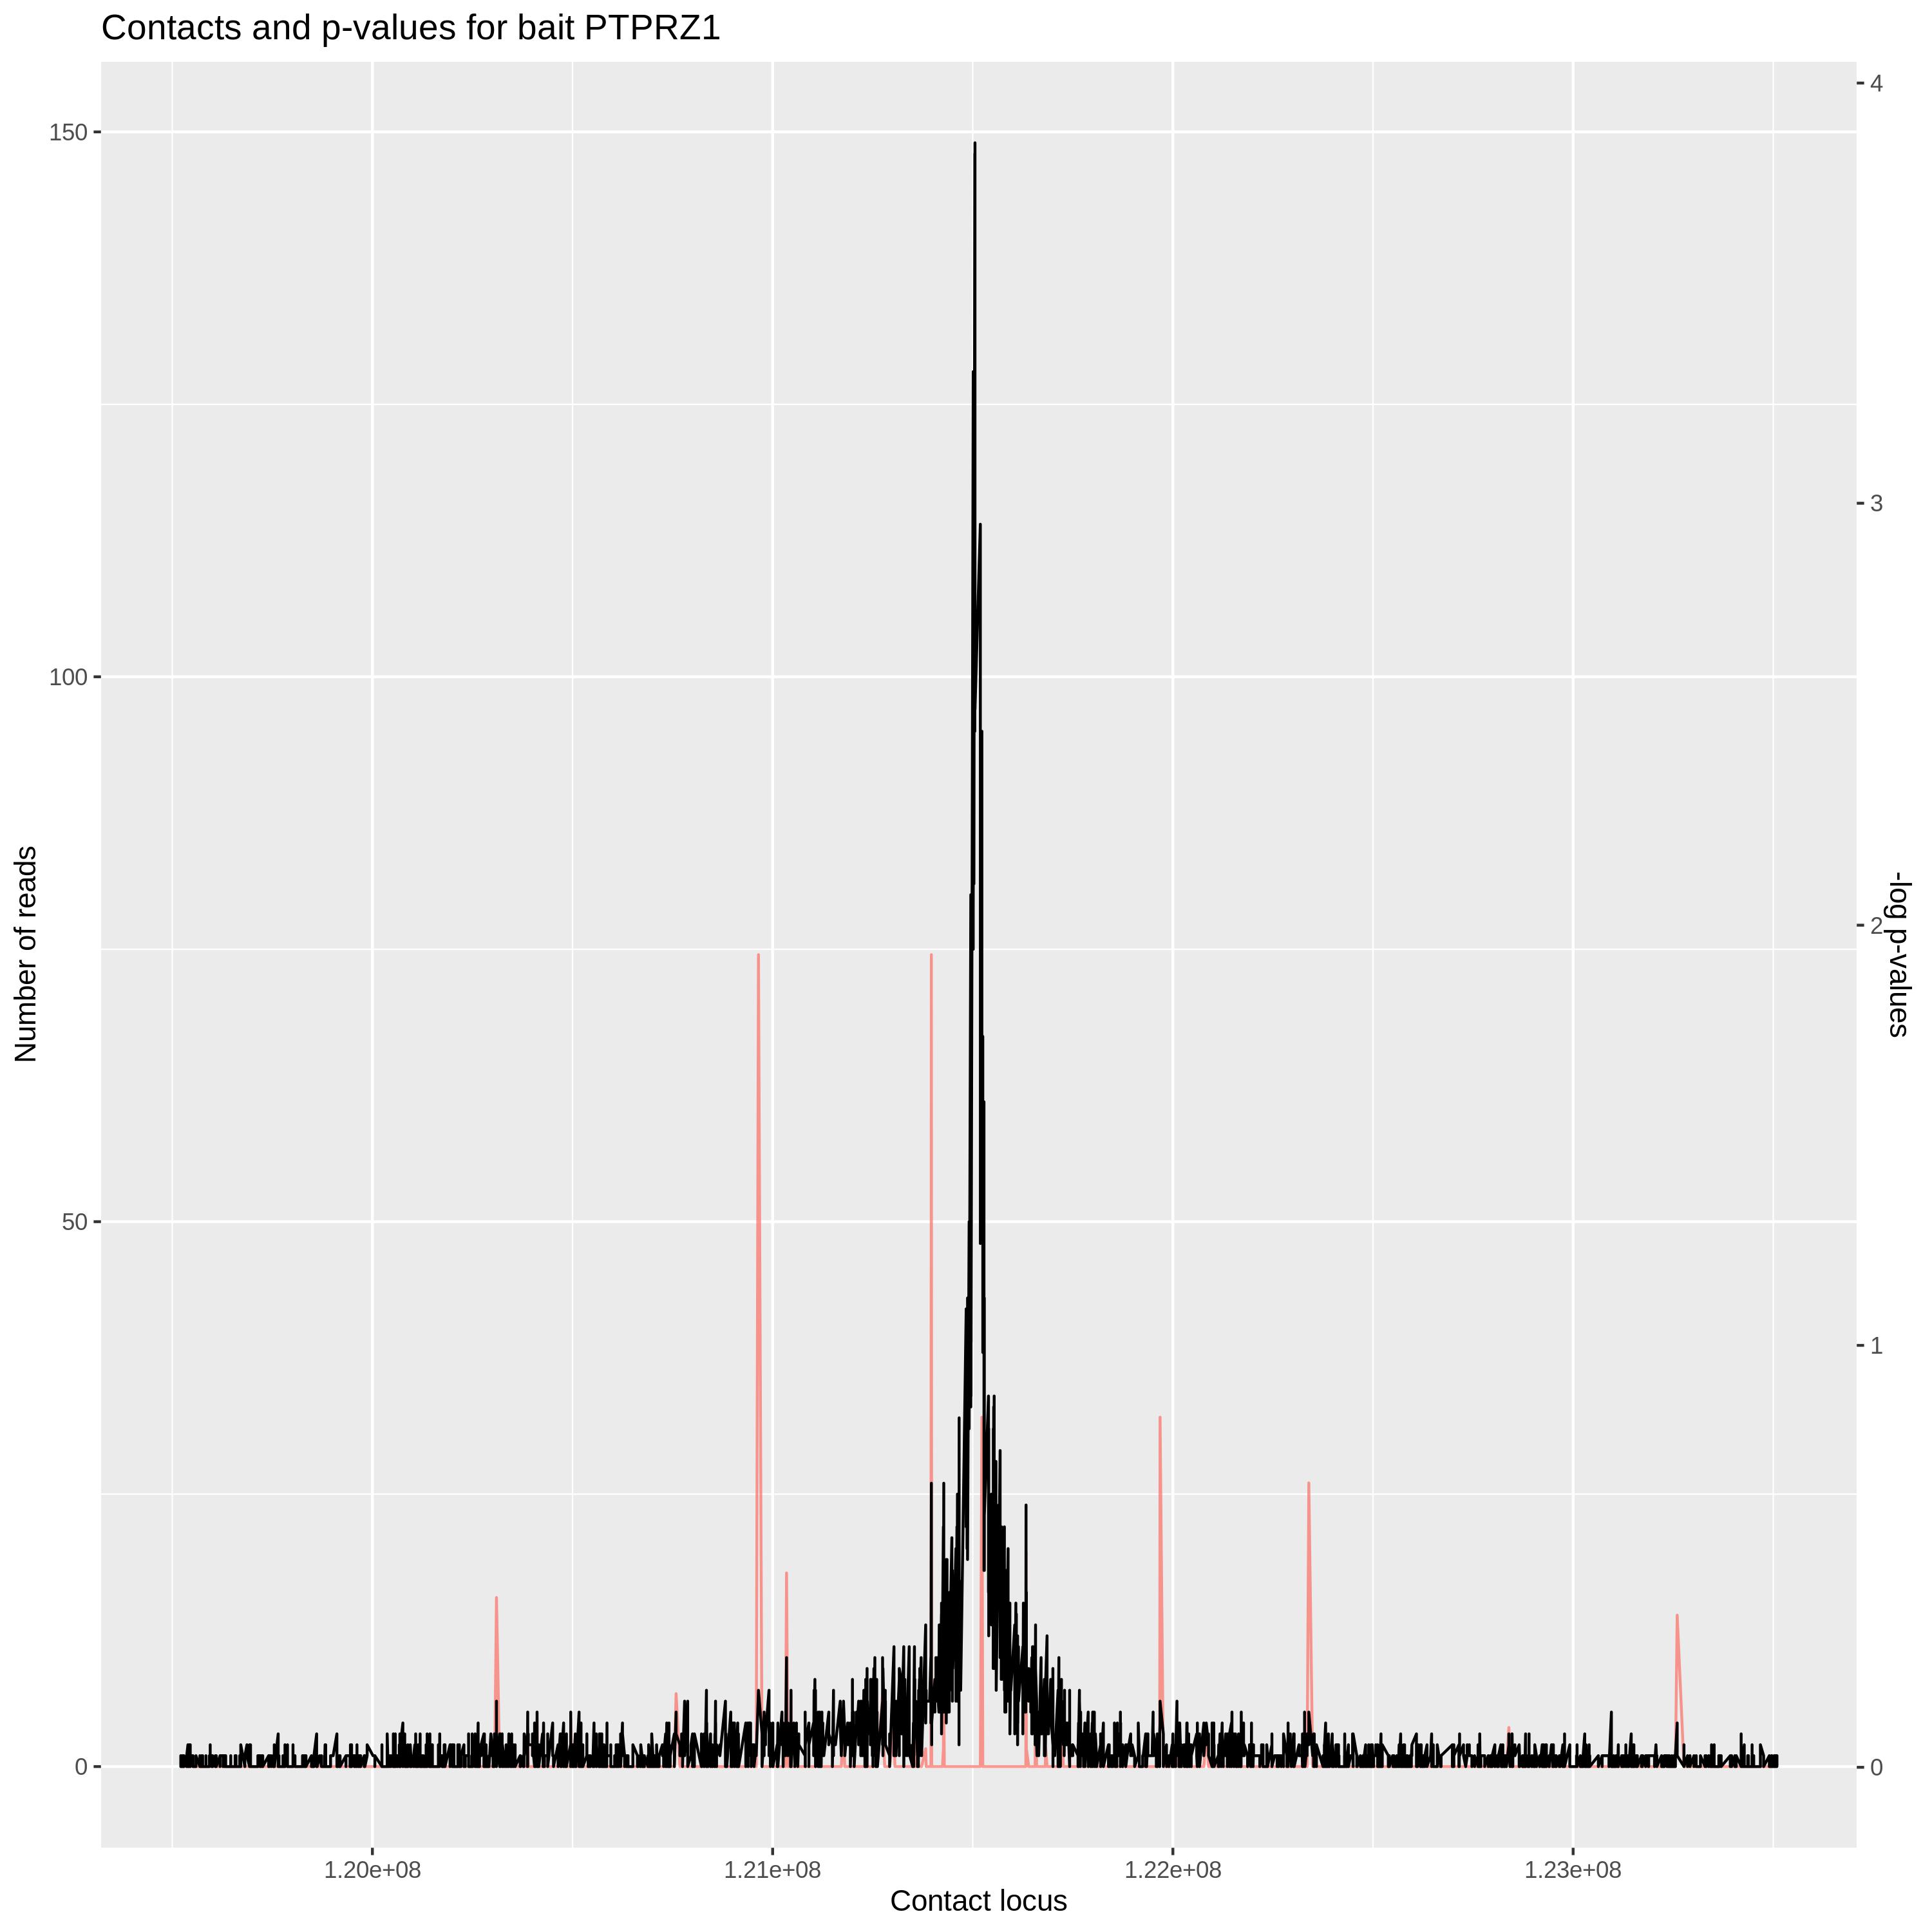 Contacts and p-values for bait PTPRZ1
150
100
50
0
Number of reads
4
3
2
1
0
-log p-values
1.20e+08
1.21e+08
1.22e+08
1.23e+08
Contact locus